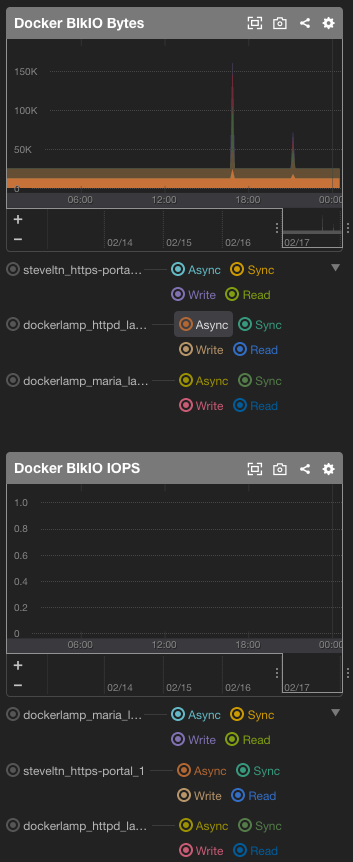 Docker BlkIO Bytes
150K
100K
50K
0
06:00 12:00 18:00 00:00
+
−
02/14 02/15 02/16 02/17
steveltn_https-porta… Async Sync
Write Read
dockerlamp_httpd_la… Async Sync
Write Read
dockerlamp_maria_la… Async Sync
Write Read
Docker BlkIO IOPS
1.0
0.8
0.6
0.4
0.2
0
06:00 12:00 18:00 00:00
+
−
02/14 02/15 02/16 02/17
dockerlamp_maria_l… Async Sync
Write Read
steveltn_https-portal_1 Async Sync
Write Read
dockerlamp_httpd_la… Async Sync
Write Read